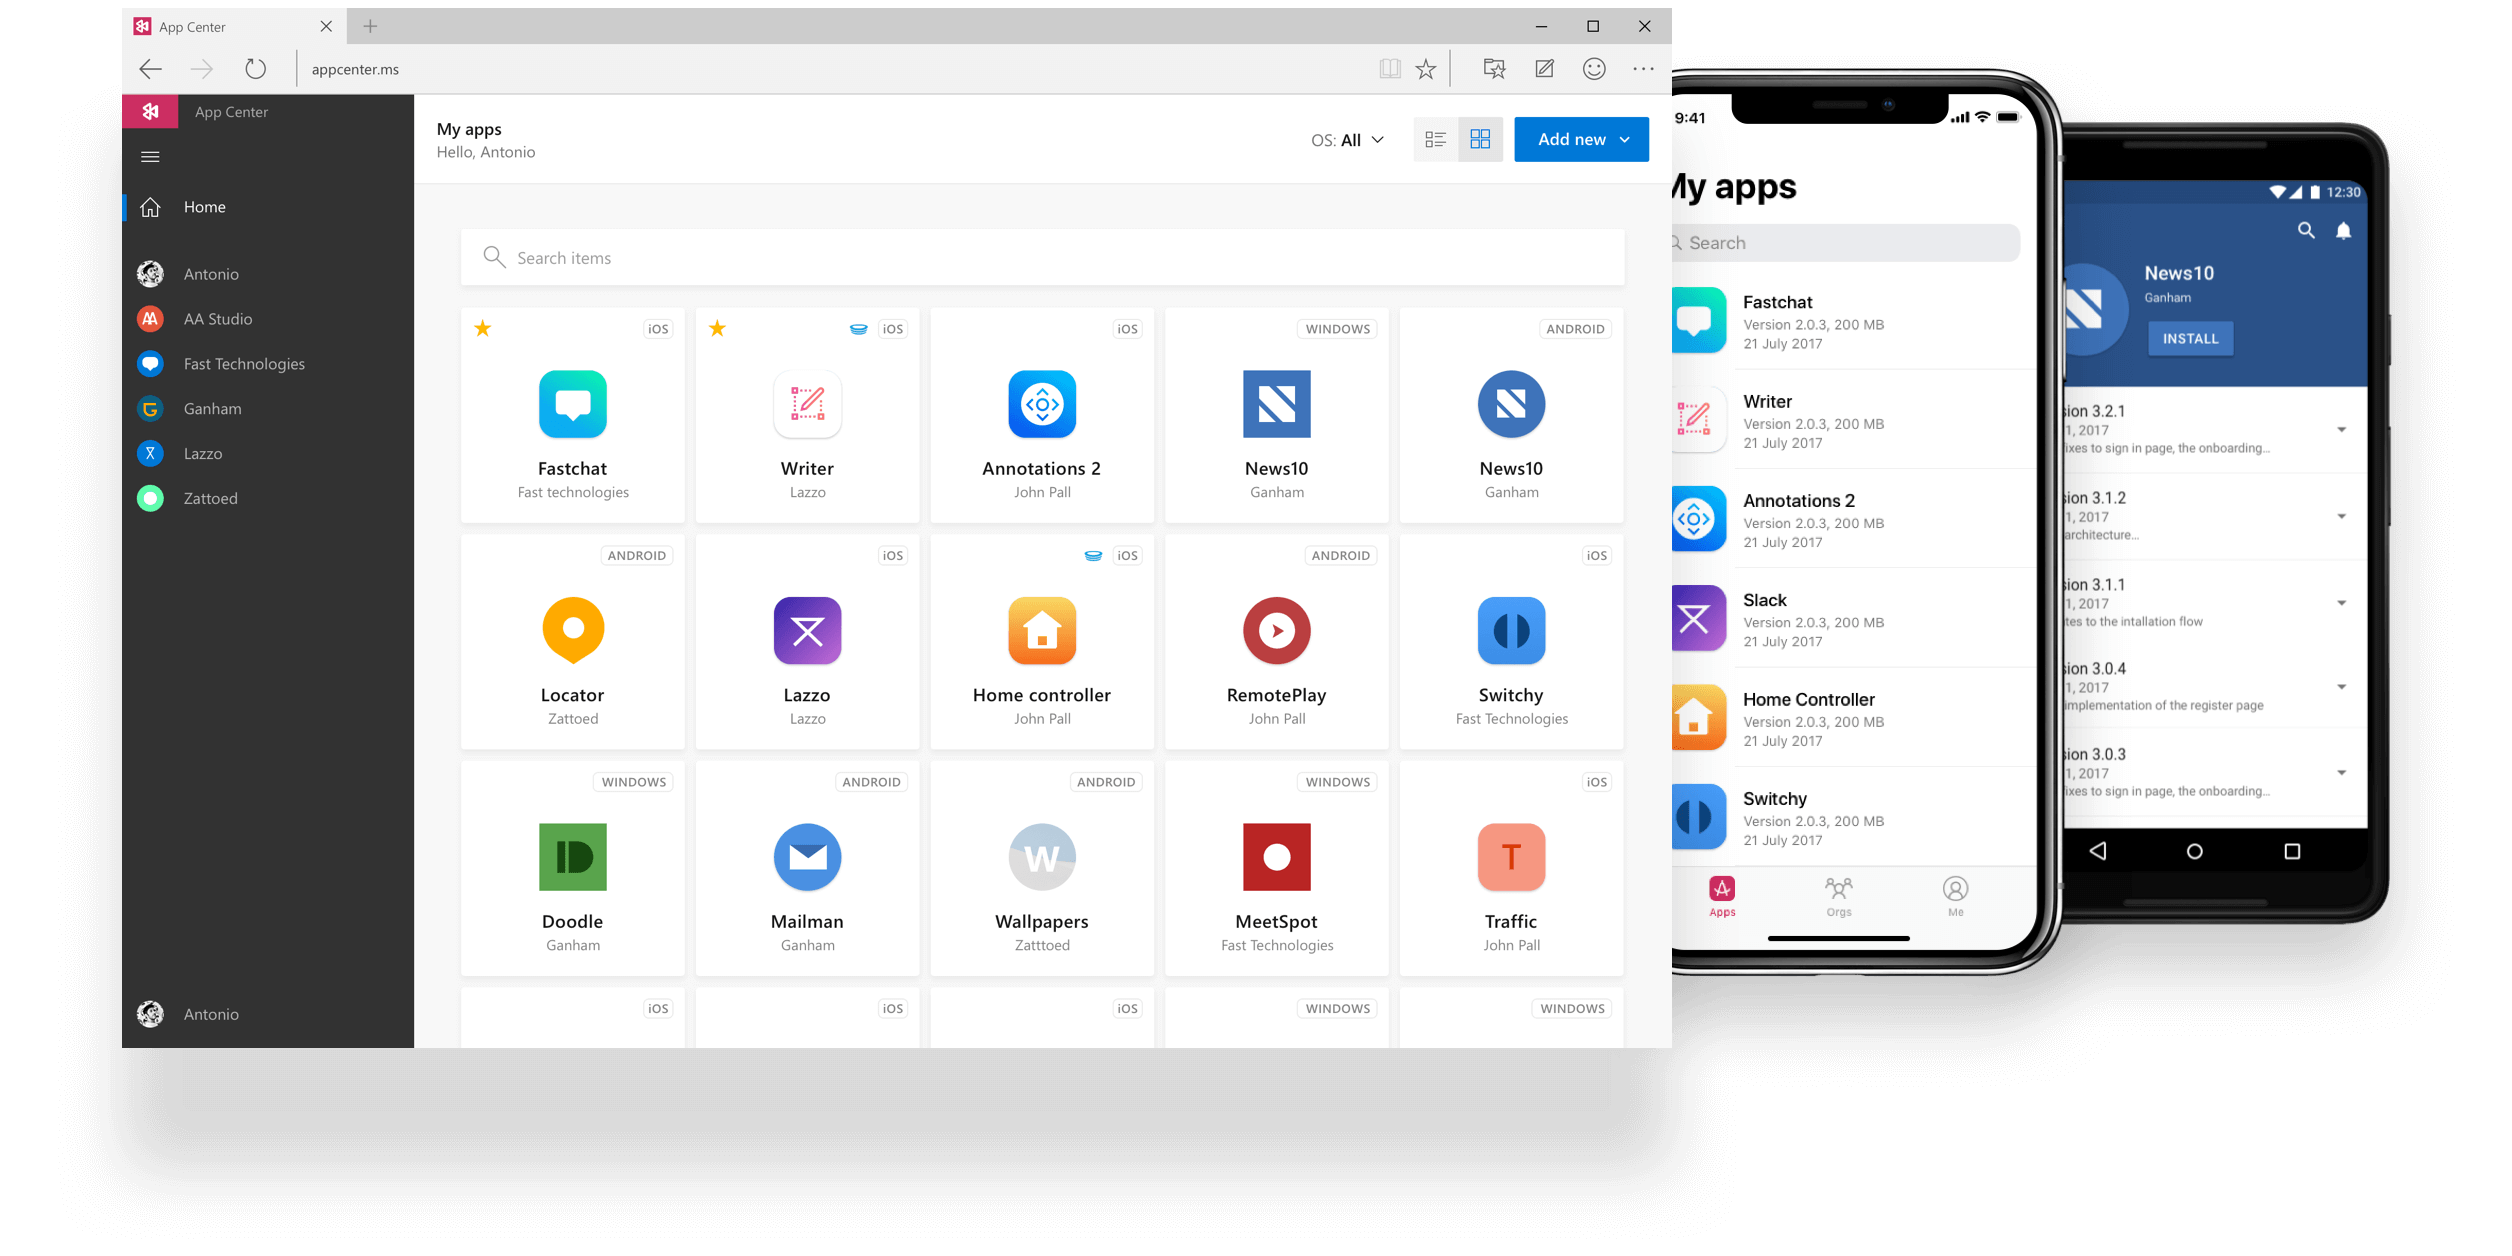 App Center
appcenter.ms
App Center
Home
Antonio
AA Studio
Fast Technologies
Ganham
Lazzo
Zattoed
Antonio
My apps
Hello, Antonio
OS: All
Add new
Search items
iOS
Fastchat
Fast technologies
iOS
Writer
Lazzo
iOS
Annotations 2
John Pall
WINDOWS
News10
Ganham
ANDROID
News10
Ganham
ANDROID
Locator
Zattoed
iOS
Lazzo
Lazzo
iOS
Home controller
John Pall
ANDROID
RemotePlay
John Pall
iOS
Switchy
Fast Technologies
WINDOWS
Doodle
Ganham
ANDROID
Mailman
Ganham
ANDROID
W
Wallpapers
Zatttoed
WINDOWS
MeetSpot
Fast Technologies
iOS
T
Traffic
John Pall
iOS
iOS
iOS
WINDOWS
WINDOWS
9:41
My apps
Search
Fastchat
Version 2.0.3, 200 MB
21 July 2017
Writer
Version 2.0.3, 200 MB
21 July 2017
Annotations 2
Version 2.0.3, 200 MB
21 July 2017
Slack
Version 2.0.3, 200 MB
21 July 2017
Home Controller
Version 2.0.3, 200 MB
21 July 2017
Switchy
Version 2.0.3, 200 MB
21 July 2017
Apps
Orgs
Me
12:30
News10
Ganham
INSTALL
sion 3.2.1
1, 2017
ixes to sign in page, the onboarding...
sion 3.1.2
1, 2017
architecture...
sion 3.1.1
1, 2017
tes to the intallation flow
sion 3.0.4
1, 2017
implementation of the register page
sion 3.0.3
1, 2017
ixes to sign in page, the onboarding...